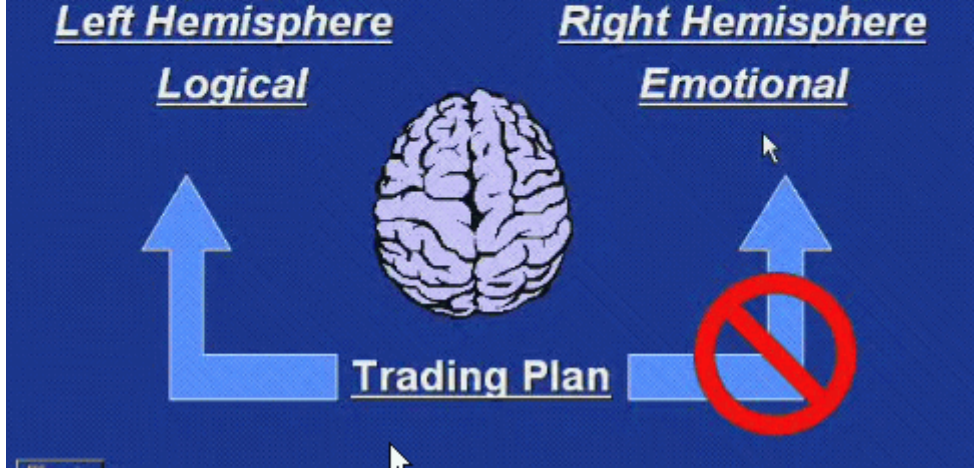 Left Hemisphere
Right Hemisphere
Logical
Emotional
Trading Plan